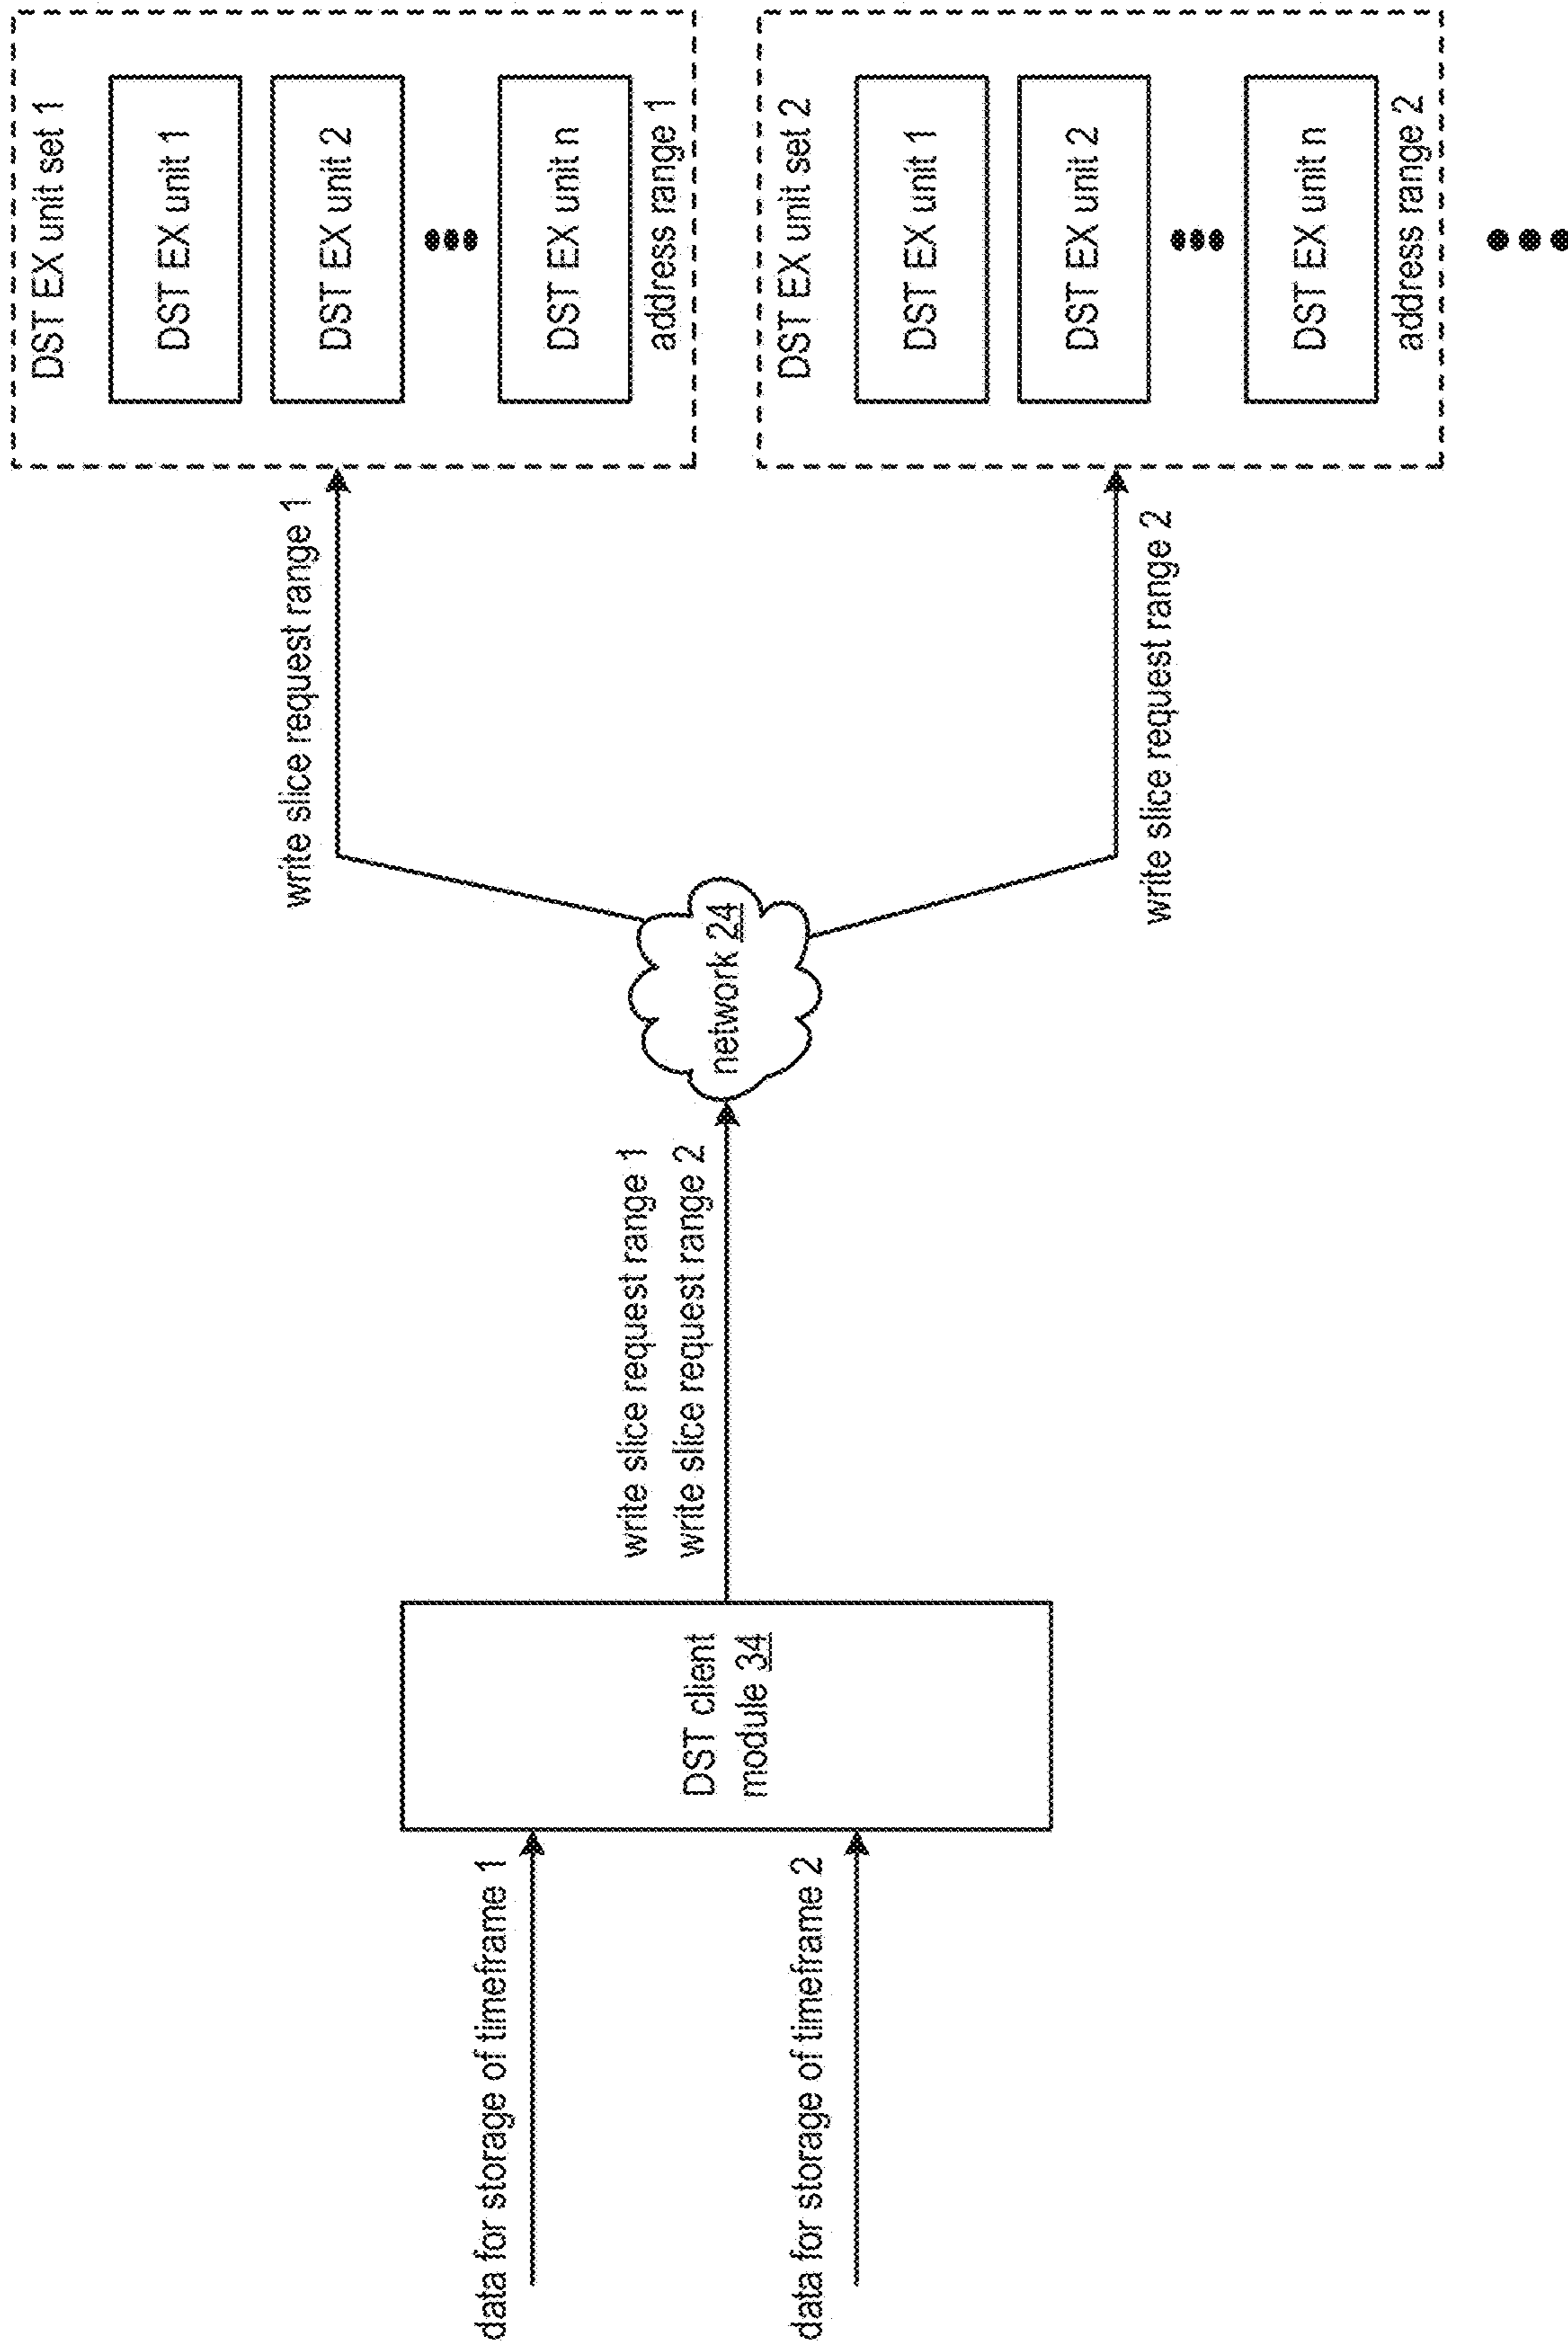 data for storage of timeframe 1
data for storage of timeframe 2
DST client
module 34
write slice request range 1
write slice request range 2
network 24
write slice request range 1
write slice request range 2
DST EX unit set 1
DST EX unit 1
DST EX unit 2
DST EX unit n
address range 1
DST EX unit set 2
DST EX unit 1
DST EX unit 2
DST EX unit n
address range 2